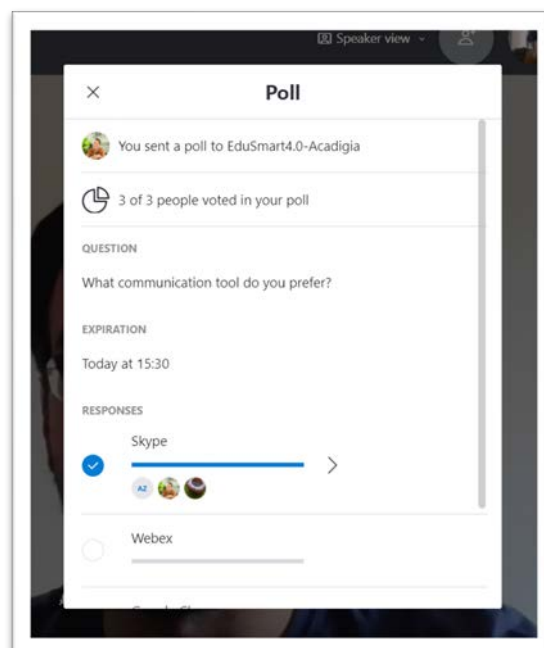 Speaker view
Poll
You sent a poll to EduSmart4.0-Acadigia
3 of 3 people voted in your poll
QUESTION
What communication tool do you prefer?
EXPIRATION
Today at 15:30
RESPONSES
Skype
AZ
Webex